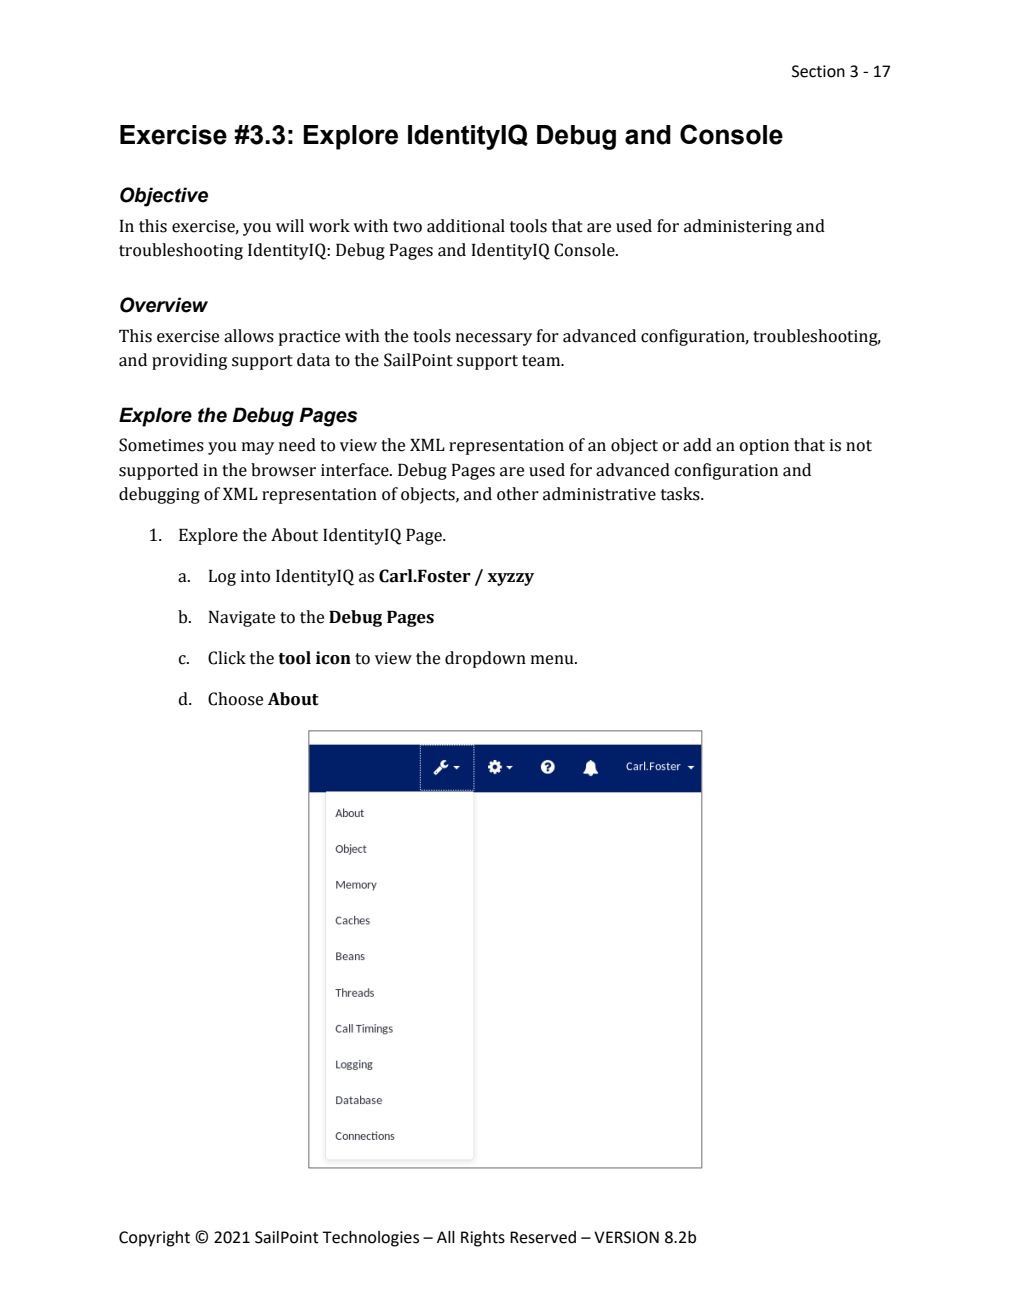 Section 3 - 17
Exercise #3.3: Explore IdentityIQ Debug and Console
Objective
In this exercise, you will work with two additional tools that are used for administering and
troubleshooting IdentityIQ: Debug Pages and IdentityIQ Console.
Overview
This exercise allows practice with the tools necessary for advanced configuration, troubleshooting,
and providing support data to the SailPoint support team.
Explore the Debug Pages
Sometimes you may need to view the XML representation of an object or add an option that is not
supported in the browser interface. Debug Pages are used for advanced configuration and
debugging of XML representation of objects, and other administrative tasks.
1. Explore the About IdentityIQ Page.
a. Log into IdentityIQ as Carl.Foster / xyzzy
b. Navigate to the Debug Pages
c. Click the tool icon to view the dropdown menu.
d. Choose About
Carl.Foster
About
Object
Memory
Caches
Beans
Threads
Call Timings
Logging
Database
Connections
Copyright © 2021 SailPoint Technologies – All Rights Reserved – VERSION 8.2b